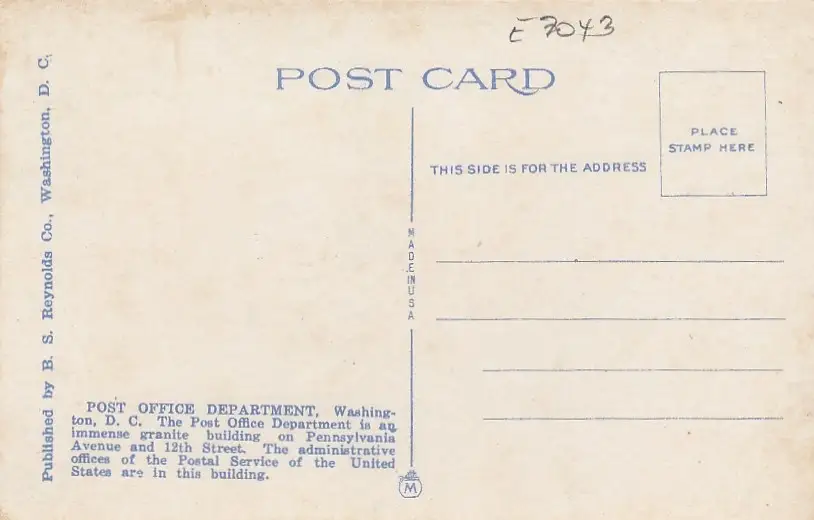 E 7043
POST CARD
PLACE
STAMP HERE
THIS SIDE IS FOR THE ADDRESS
MADE IN USA
Published by B. S. Reynolds Co., Washington, D. C.
POST OFFICE DEPARTMENT, Washing-
ton, D. C. The Post Office Department is an
immense granite building on Pennsylvania
Avenue and 12th Street. The administrative
offices of the Postal Service of the United
States are in this building.
M